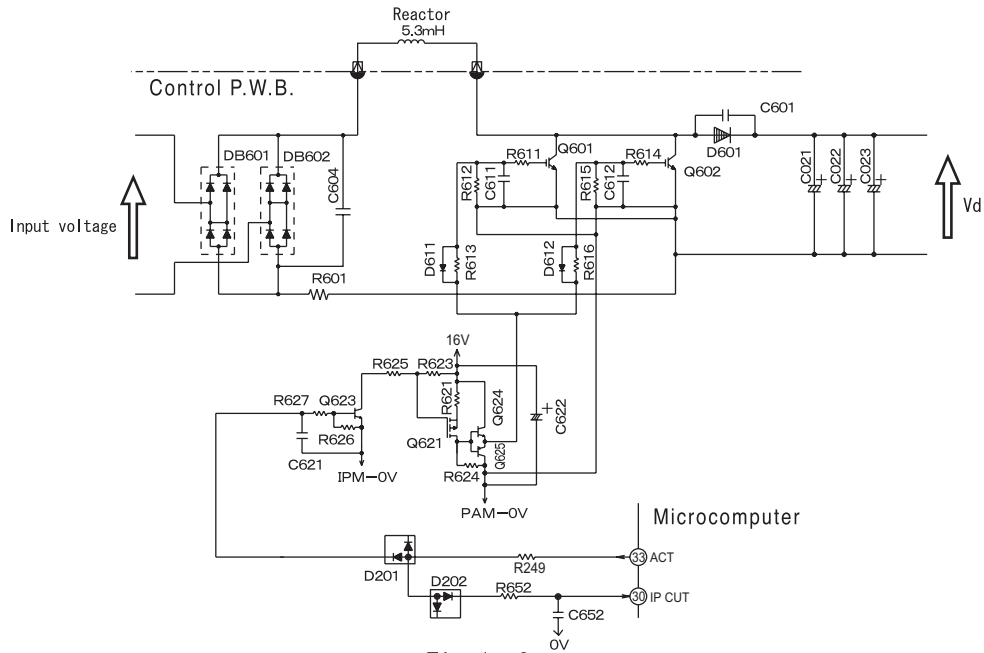 Reactor
5.3mH
Control P.W.B.
C601
D601
DB601
DB602
C604
R611
Q601
R614
Q602
R612
C611
R615
C612
C021
+
C022
+
C023
+
Input voltage
Vd
D611
R613
D612
R616
R601
16V
R625
R623
R621
Q624
C622
+
R627
Q623
R626
Q621
Q625
C621
R624
IPM-0V
PAM-0V
Microcomputer
33 ACT
R249
D201
D202
R652
30 IP CUT
C652
0V